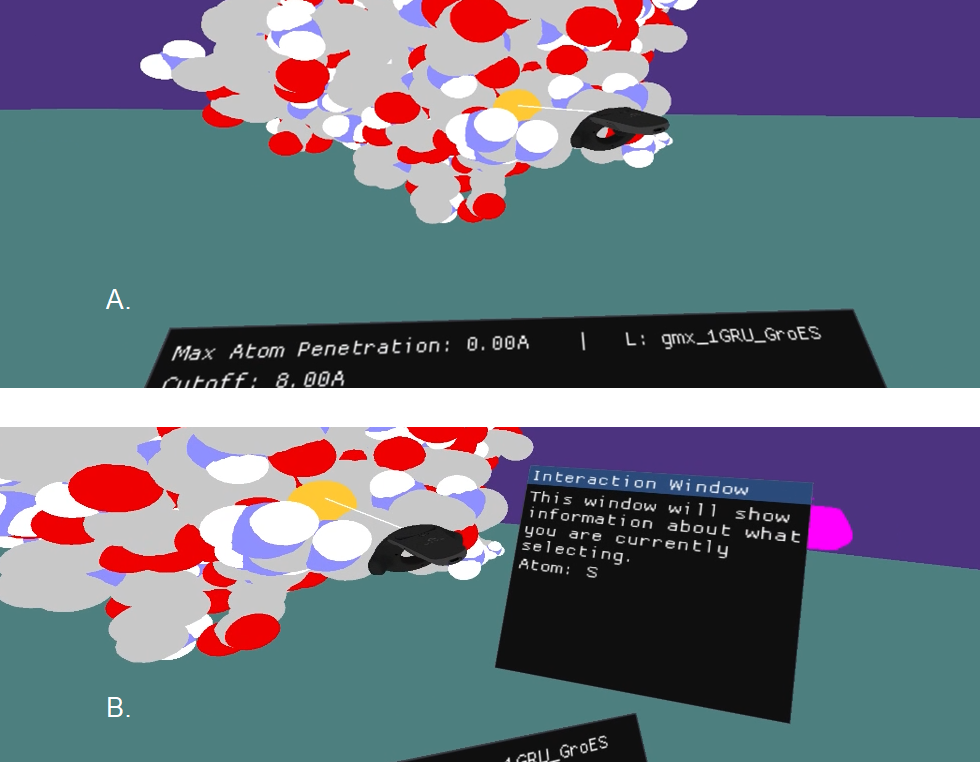 A.
Max Atom Penetration: 0.00A | L: gmx_1GRU_GroES
Cutoff: 8.00A
Interaction Window
This window will show
information about what
you are currently
selecting.
Atom: S
B.
1GRU_GroES